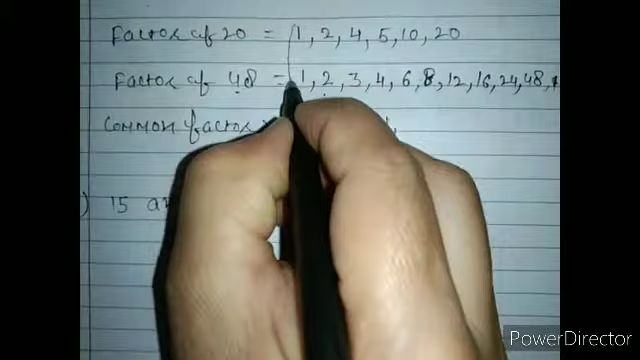 Factor of 20 = 1, 2, 4, 5, 10, 20
Factor of 48 = 1, 2, 3, 4, 6, 8, 12, 16, 24, 48,
Common factor
) 15
PowerDirector